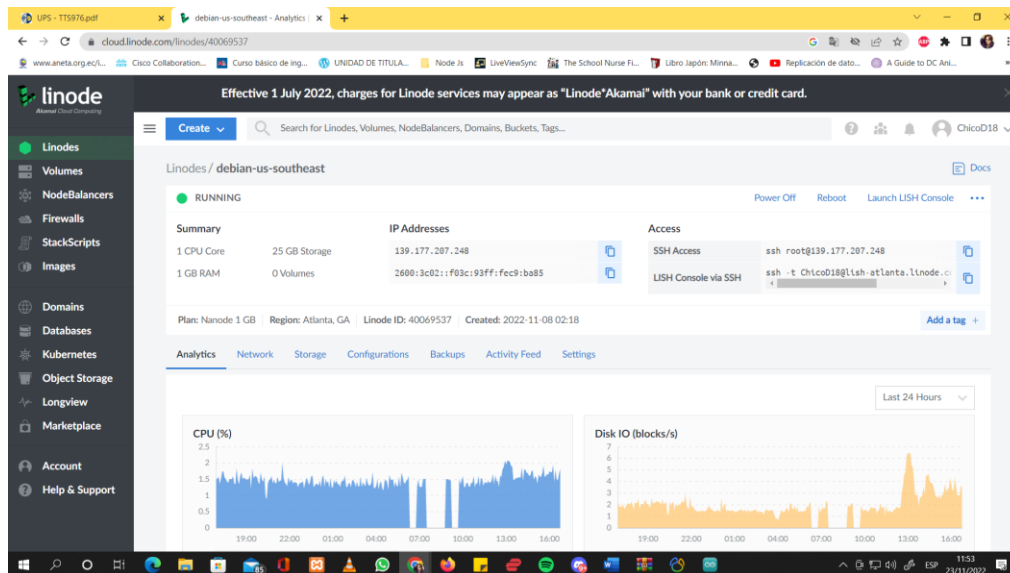 UPS - TTS976.pdf
debian-us-southeast - Analytics |
cloud.linode.com/linodes/40069537
www.aneta.org.ec/i...
Cisco Collaboration...
Curso básico de ing...
UNIDAD DE TITULA...
Node Js
LiveViewSync
The School Nurse Fi...
Libro Japón: Minna...
Replicación de dato...
A Guide to DC Ani...
linode
Akamai Cloud Computing
Effective 1 July 2022, charges for Linode services may appear as "Linode*Akamai" with your bank or credit card.
Create
Search for Linodes, Volumes, NodeBalancers, Domains, Buckets, Tags...
ChicoD18
Linodes
Volumes
NodeBalancers
Firewalls
StackScripts
Images
Domains
Databases
Kubernetes
Object Storage
Longview
Marketplace
Account
Help & Support
Linodes / debian-us-southeast
Docs
RUNNING
Power Off Reboot Launch LISH Console ...
Summary
1 CPU Core 25 GB Storage
1 GB RAM 0 Volumes
IP Addresses
139.177.207.248
2600:3c02::f03c:93ff:fec9:ba85
Access
SSH Access ssh root@139.177.207.248
LISH Console via SSH ssh -t ChicoD18@lish-atlanta.linode.c
Plan: Nanode 1 GB Region: Atlanta, GA Linode ID: 40069537 Created: 2022-11-08 02:18
Add a tag +
Analytics Network Storage Configurations Backups Activity Feed Settings
Last 24 Hours
CPU (%)
2.5
2
1.5
1
0.5
0
19:00 22:00 01:00 04:00 07:00 10:00 13:00 16:00
Disk IO (blocks/s)
7
6
5
4
3
2
1
0
19:00 22:00 01:00 04:00 07:00 10:00 13:00 16:00
85
ESP
11:53
23/11/2022